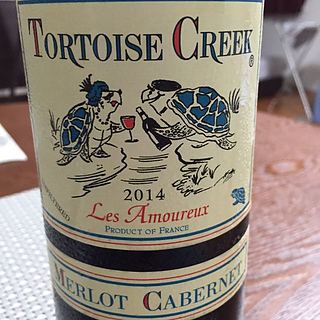 TORTOISE CREEK
®
2014
Les Amoureux
PRODUCT OF FRANCE
MERLOT CABERNET